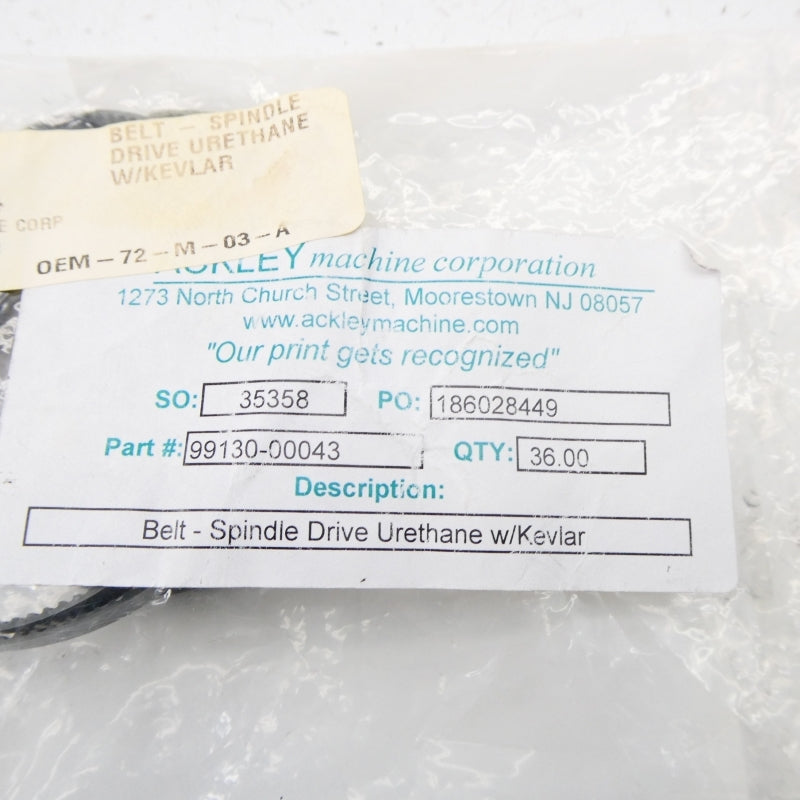 BELT - SPINDLE
DRIVE URETHANE
W/KEVLAR
CORP
OEM-72-M-03-A
ACKLEY machine corporation
1273 North Church Street, Moorestown NJ 08057
www.ackleymachine.com
"Our print gets recognized"
SO: 35358 PO: 186028449
Part #: 99130-00043 QTY: 36.00
Description:
Belt - Spindle Drive Urethane w/Kevlar